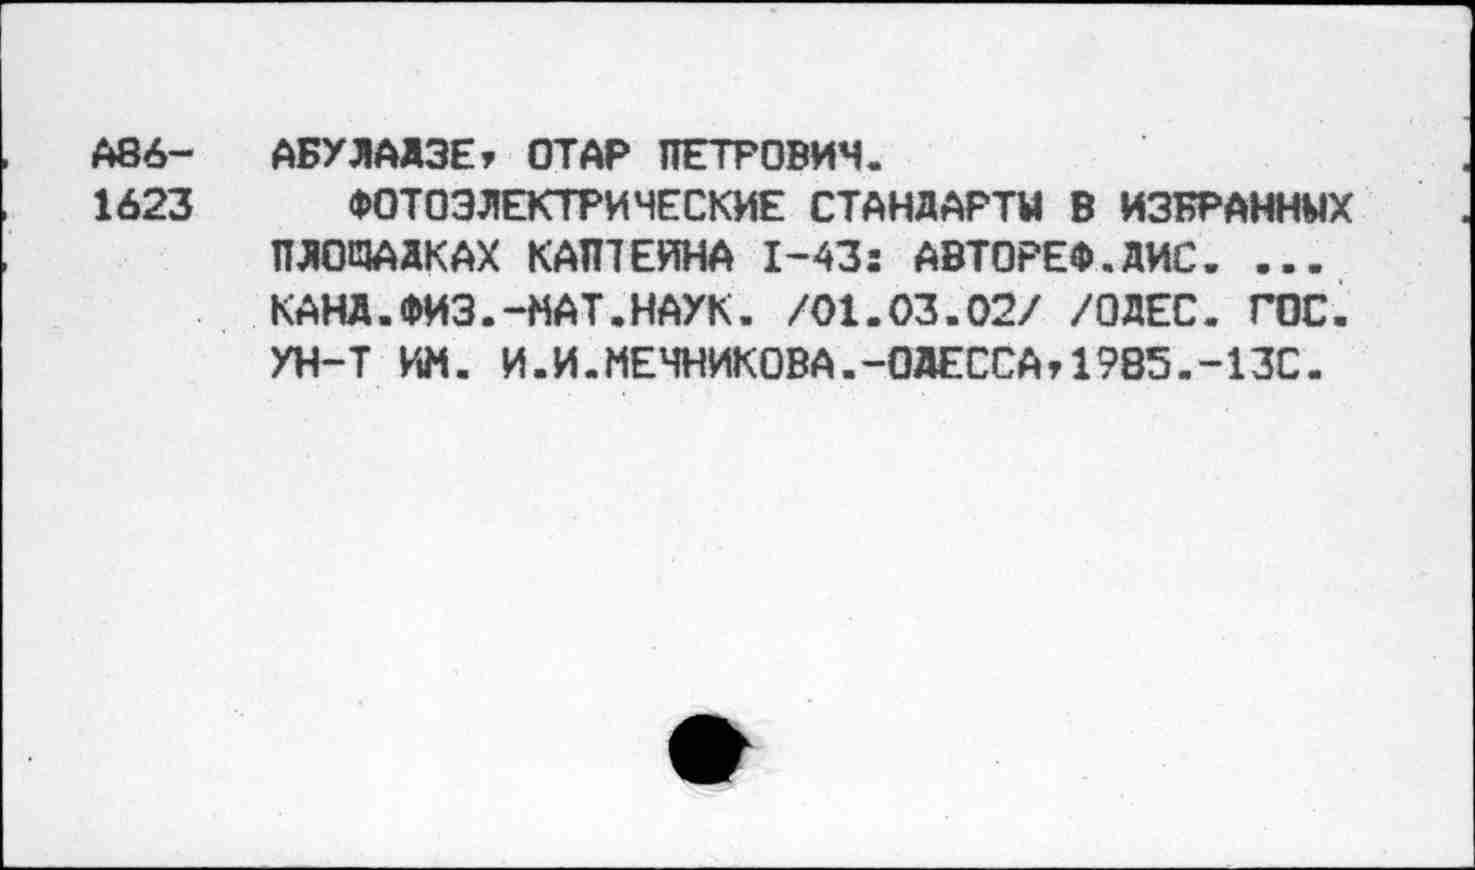 А86- АБУЛАДЗЕ, ОТАР ПЕТРОВИЧ.
1623 ФОТОЭЛЕКТРИЧЕСКИЕ СТАНДАРТЫ В ИЗБРАННЫХ
ПЛОЩАДКАХ КАПТЕЙНА I-43: АВТОРЕФ.ДИС. ...
КАНД.ФИЗ.-МАТ.НАУК. /01.03.02/ /ОДЕС. ГОС.
УН-Т ИМ. И.И.МЕЧНИКОВА.-ОДЕССА,1985.-13С.